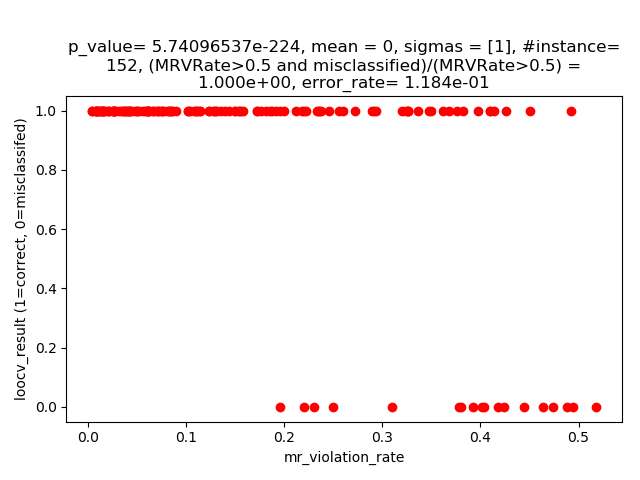 p_value= 5.74096537e-224, mean = 0, sigmas = [1], #instance=
152, (MRVRate>0.5 and misclassified)/(MRVRate>0.5) =
1.000e+00, error_rate= 1.184e-01
loocv_result (1=correct, 0=misclassifed)
1.0
0.8
0.6
0.4
0.2
0.0
0.0 0.1 0.2 0.3 0.4 0.5
mr_violation_rate